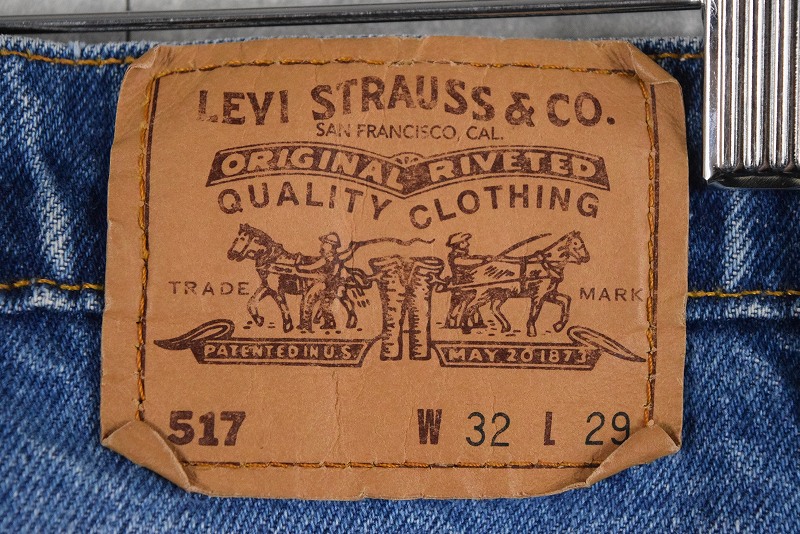 LEVI STRAUSS & CO.
SAN FRANCISCO, CAL.
ORIGINAL RIVETED
QUALITY CLOTHING
TRADE MARK
PATENTED IN U.S. MAY 20 1873
517 W 32 L 29